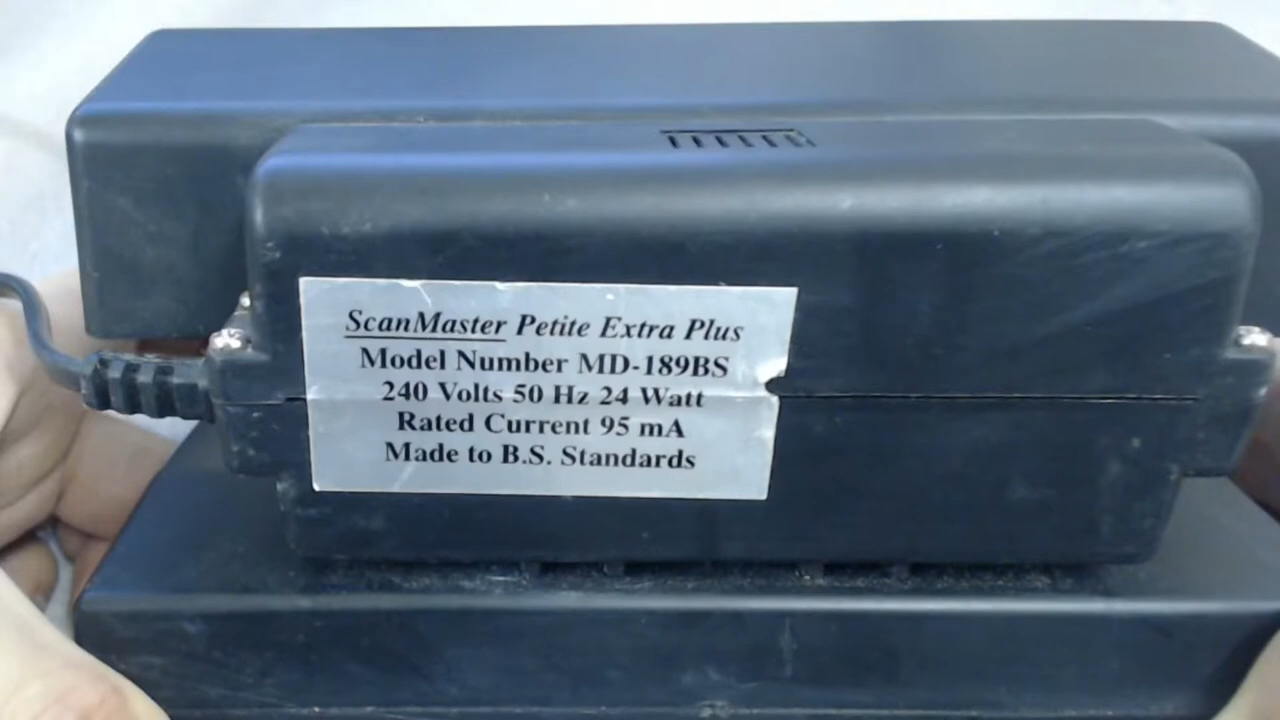 ScanMaster Petite Extra Plus
Model Number MD-189BS
240 Volts 50 Hz 24 Watt
Rated Current 95 mA
Made to B.S. Standards